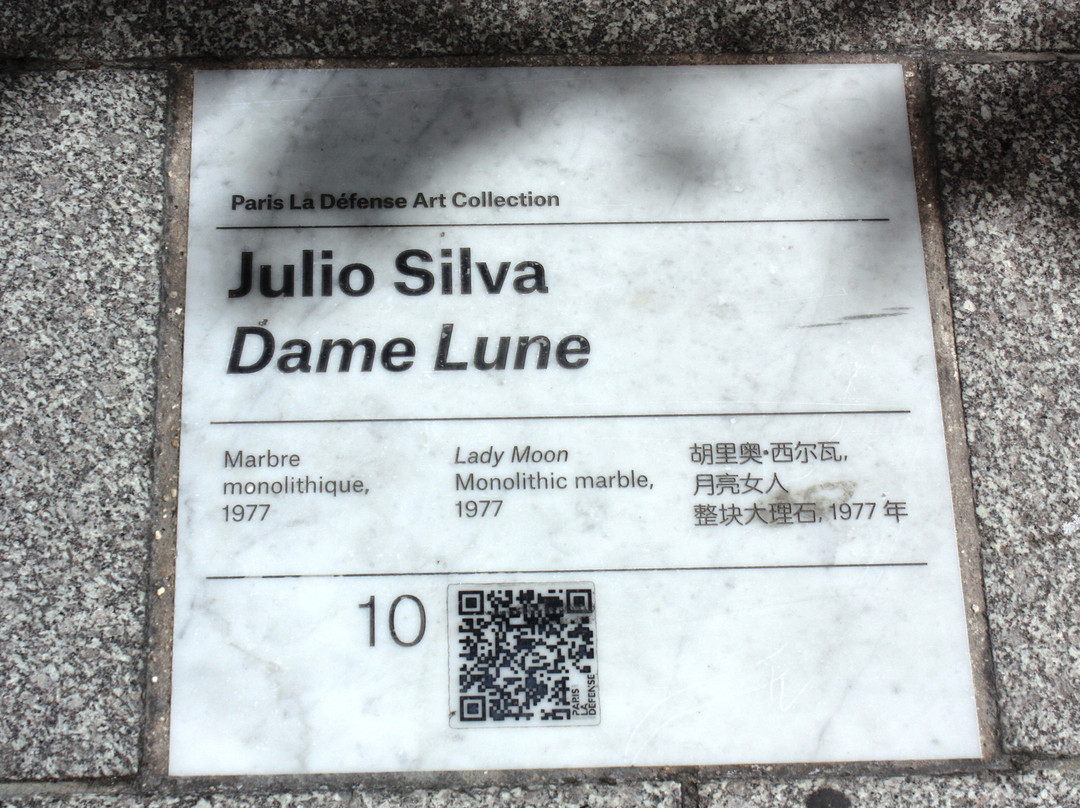 Paris La Défense Art Collection
Julio Silva
Dame Lune
Marbre
monolithique,
1977
Lady Moon
Monolithic marble,
1977
胡里奥·西尔瓦,
月亮女人
整块大理石, 1977 年
10
PARIS
LA
DEFENSE